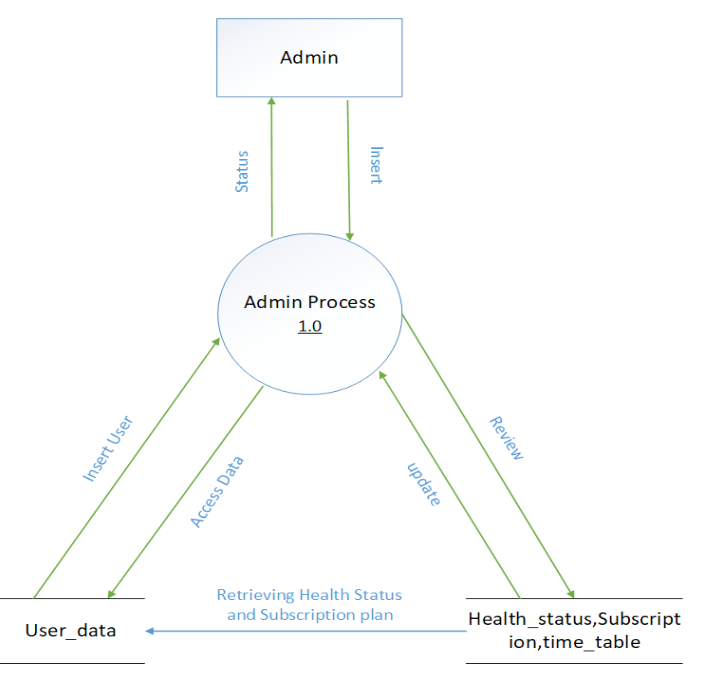 Admin
Status
Insert
Admin Process
1.0
Insert User
Access Data
Review
update
Retrieving Health Status
and Subscription plan
User_data
Health_status,Subscript
ion,time_table